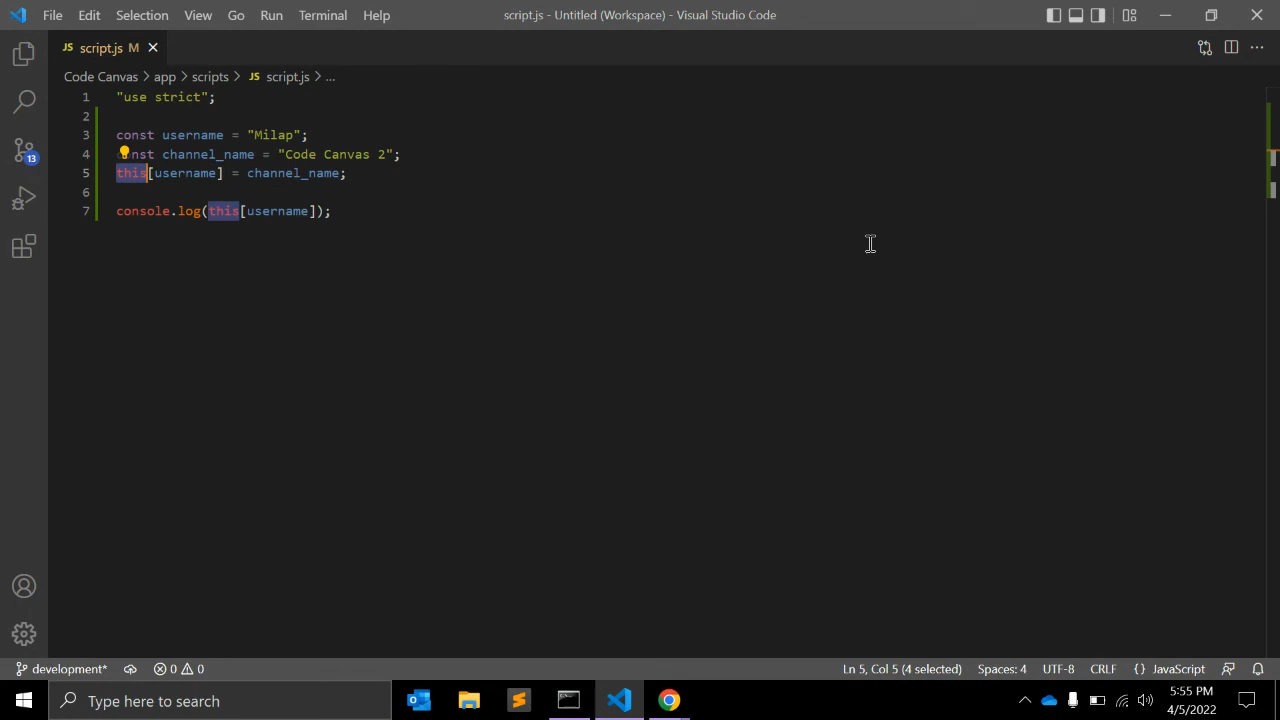 File Edit Selection View Go Run Terminal Help script.js - Untitled (Workspace) - Visual Studio Code
JS script.js M
Code Canvas > app > scripts > JS script.js > ...
1 "use strict";
2
3 const username = "Milap";
4 nst channel_name = "Code Canvas 2";
5 this[username] = channel_name;
6
7 console.log(this[username]);
13
development* 0 0 Ln 5, Col 5 (4 selected) Spaces: 4 UTF-8 CRLF {} JavaScript
Type here to search
5:55 PM
4/5/2022